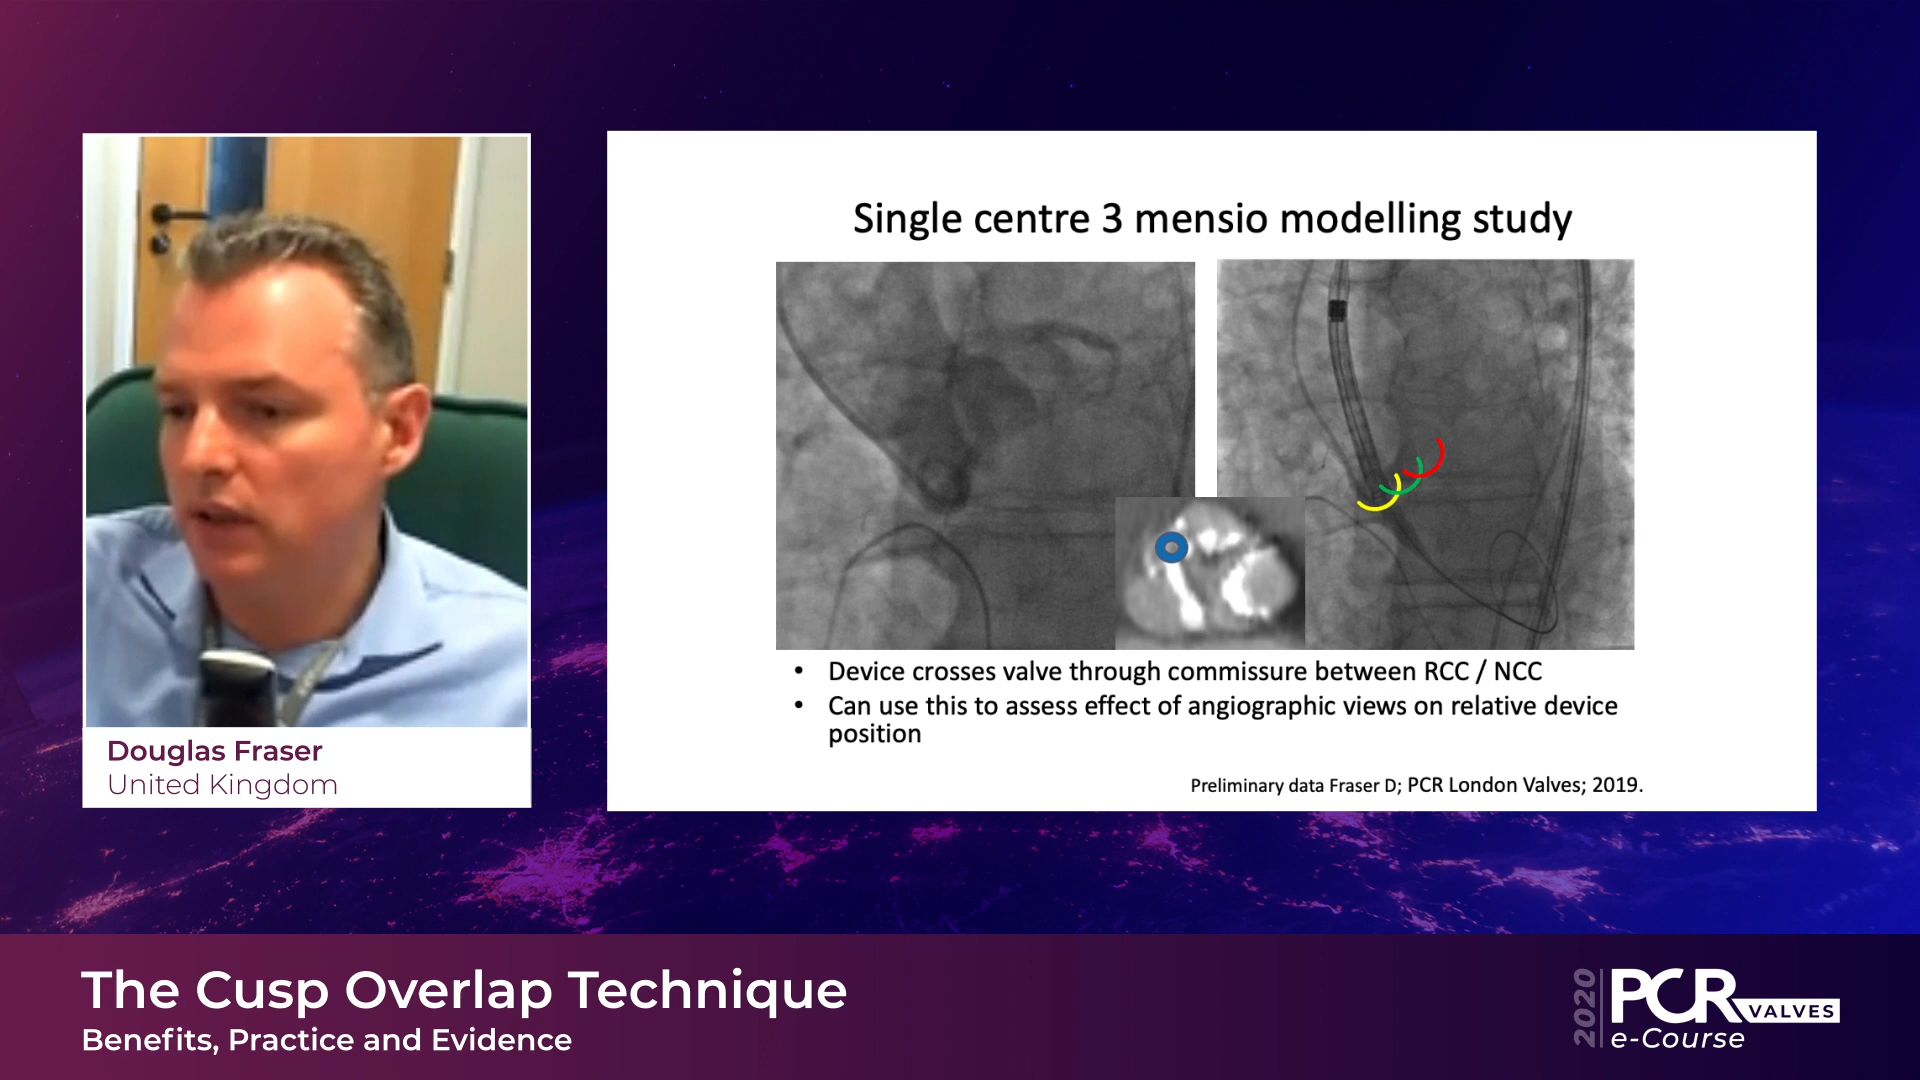 Single centre 3 mensio modelling study
• Device crosses valve through commissure between RCC / NCC
• Can use this to assess effect of angiographic views on relative device
position
Preliminary data Fraser D; PCR London Valves; 2019.
Douglas Fraser
United Kingdom
The Cusp Overlap Technique
Benefits, Practice and Evidence
2020
PCR
VALVES
e-Course